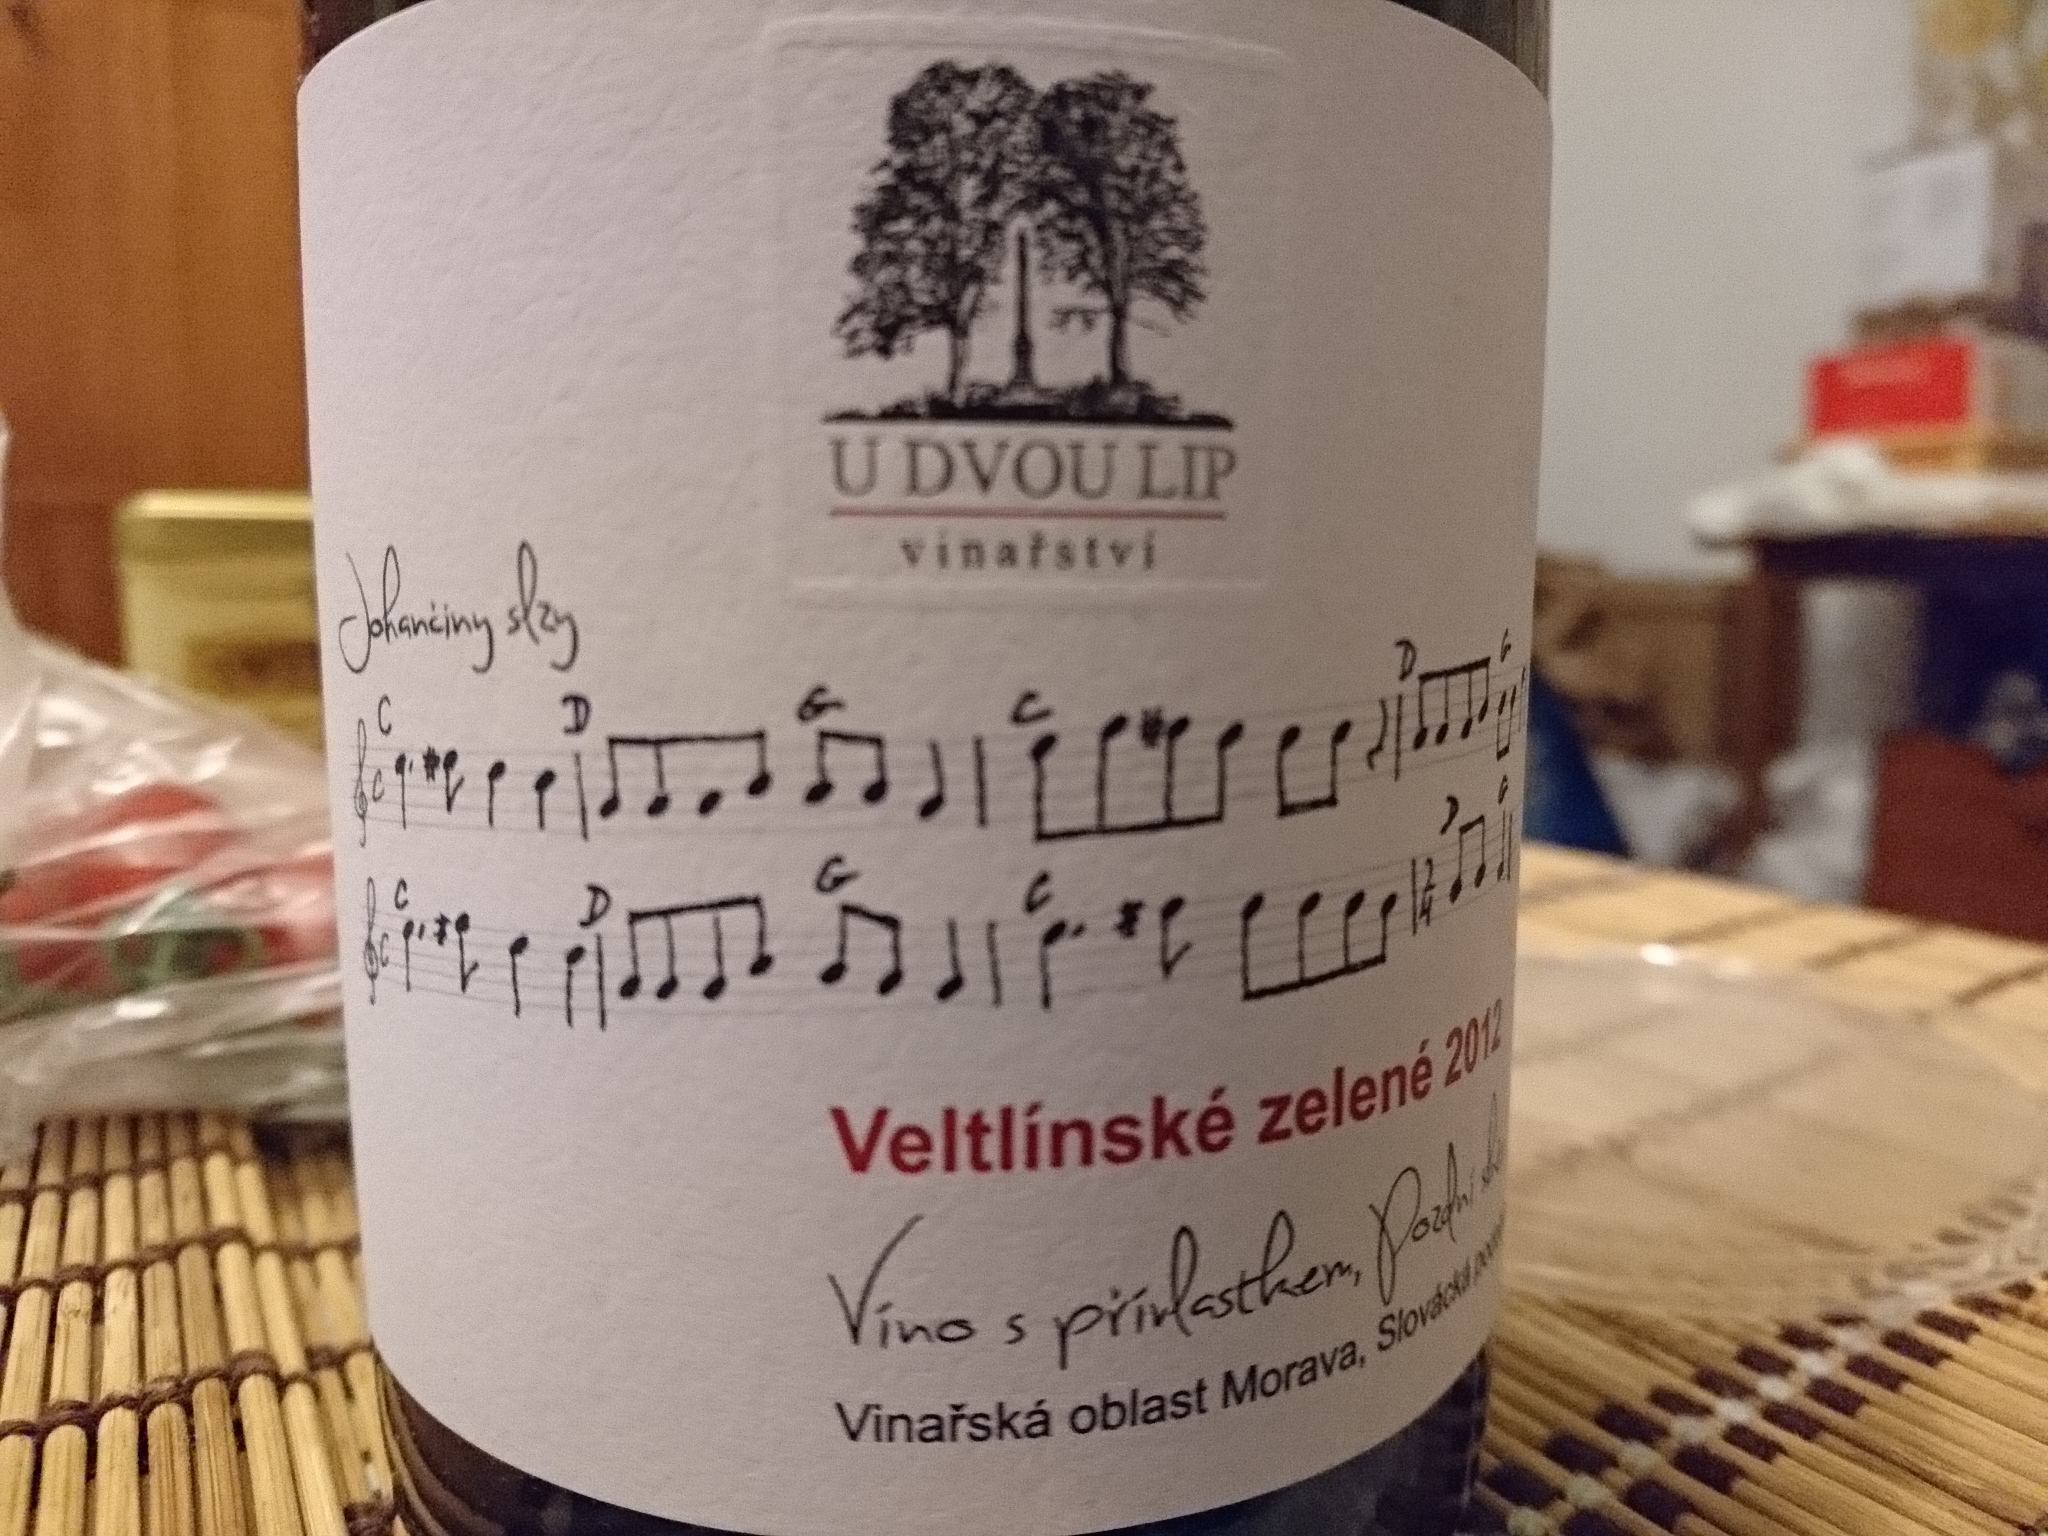 U DVOU LIP
vinařství
Johančiny slzy
C D G C D G
C D G C D G
Veltlínské zelené 2012
Víno s přívlastkem, Pozdní
Vinařská oblast Morava, Slovácká